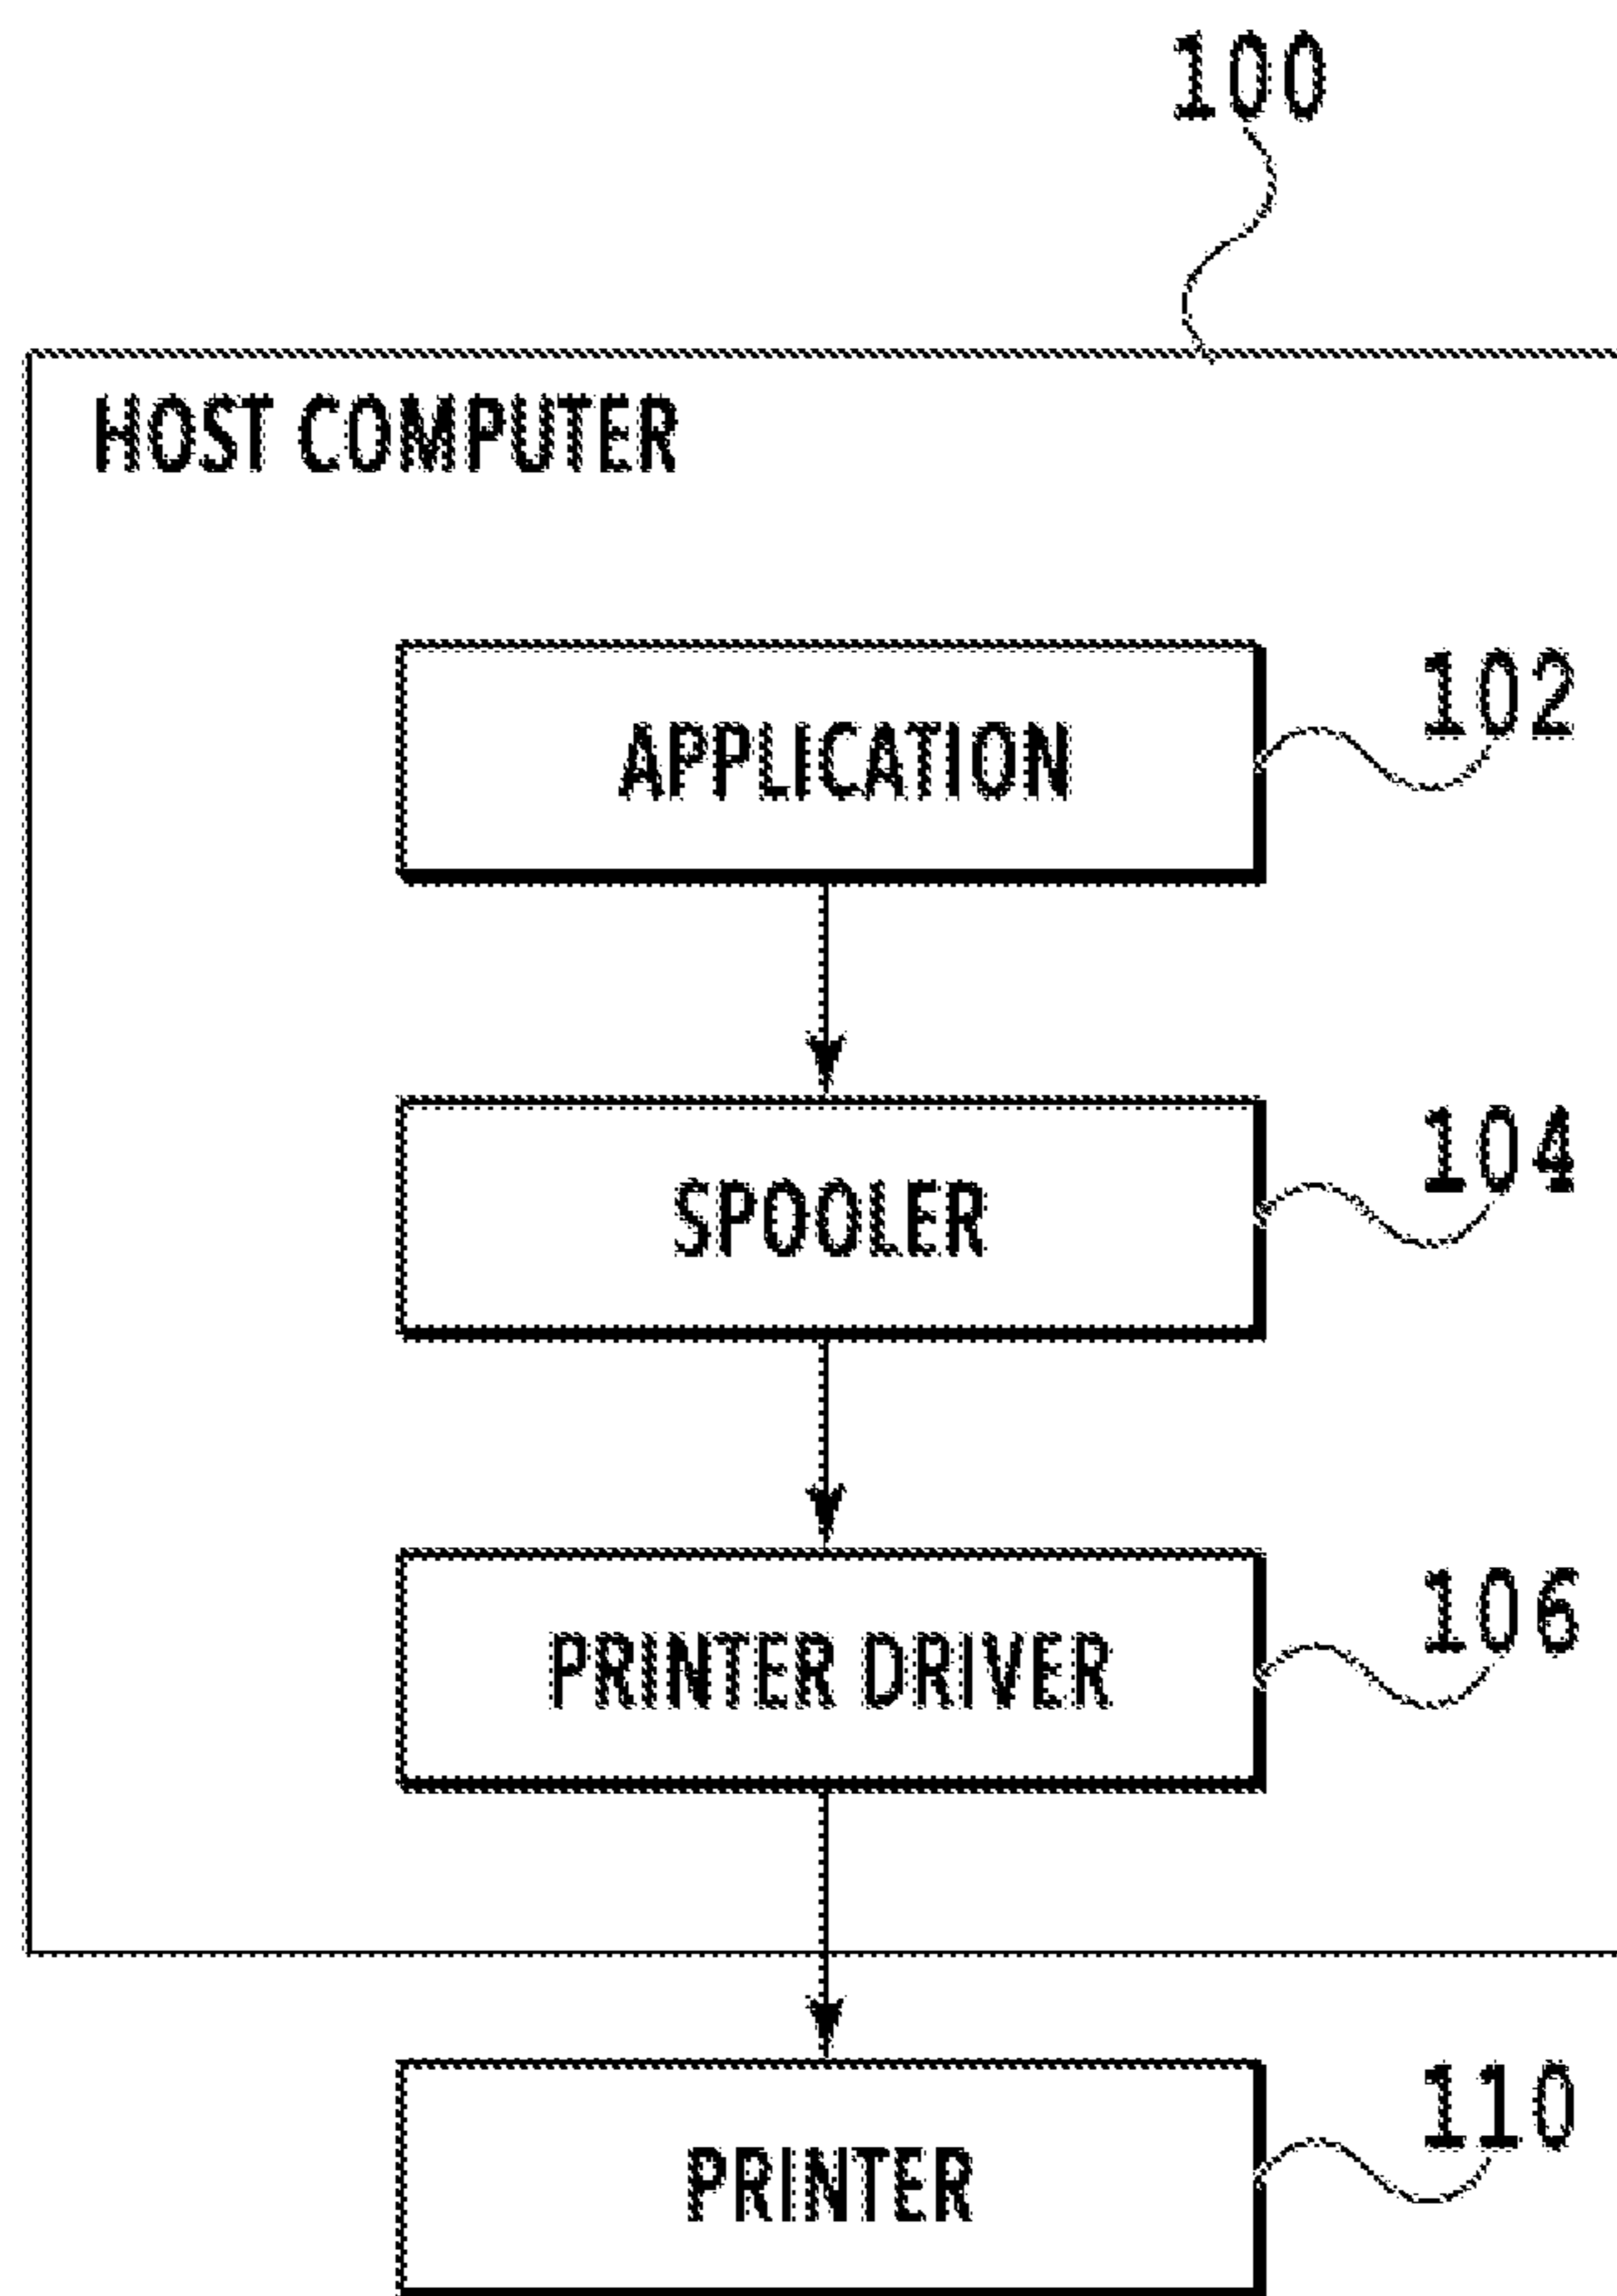 100
HOST COMPUTER
APPLICATION
102
SPOOLER
104
PRINTER DRIVER
106
PRINTER
110